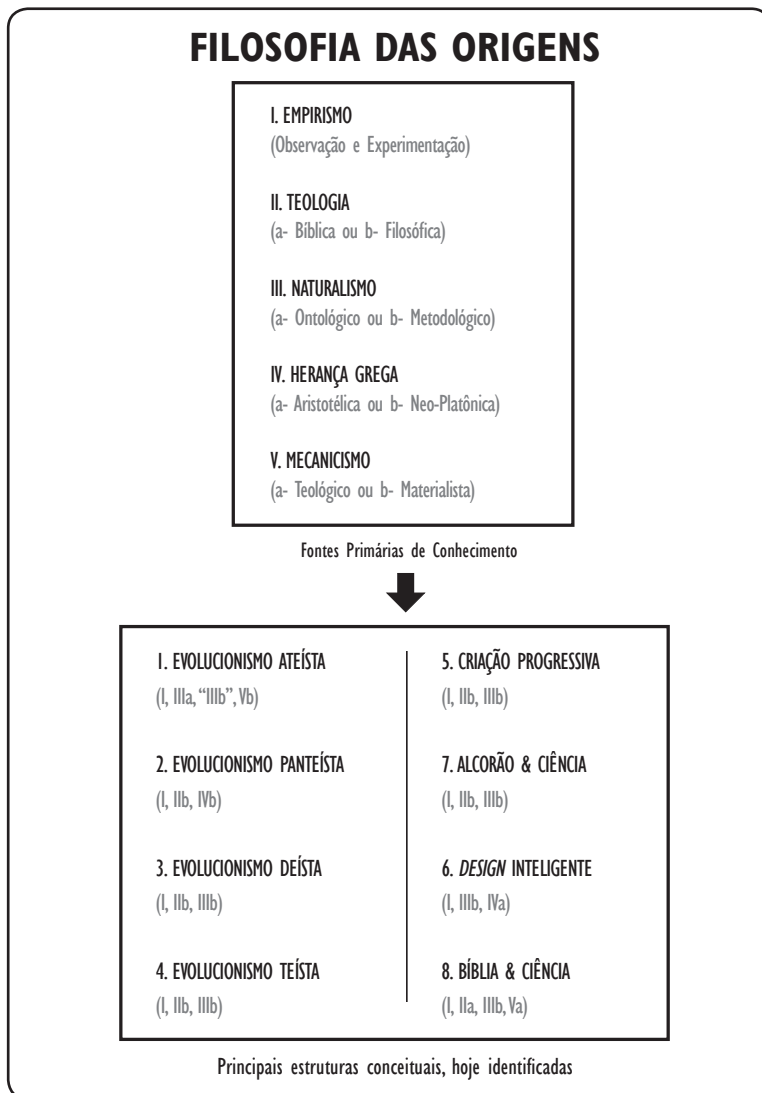 FILOSOFIA DAS ORIGENS
I. EMPIRISMO
(Observação e Experimentação)
II. TEOLOGIA
(a- Bíblica ou b- Filosófica)
III. NATURALISMO
(a- Ontológico ou b- Metodológico)
IV. HERANÇA GREGA
(a- Aristotélica ou b- Neo-Platônica)
V. MECANICISMO
(a- Teológico ou b- Materialista)
Fontes Primárias de Conhecimento
1. EVOLUCIONISMO ATEÍSTA
(I, IIIa, “IIIb”, Vb)
2. EVOLUCIONISMO PANTEÍSTA
(I, IIb, IVb)
3. EVOLUCIONISMO DEÍSTA
(I, IIb, IIIb)
4. EVOLUCIONISMO TEÍSTA
(I, IIb, IIIb)
5. CRIAÇÃO PROGRESSIVA
(I, IIb, IIIb)
7. ALCORÃO & CIÊNCIA
(I, IIb, IIIb)
6. DESIGN INTELIGENTE
(I, IIIb, IVa)
8. BÍBLIA & CIÊNCIA
(I, IIa, IIIb, Va)
Principais estruturas conceituais, hoje identificadas